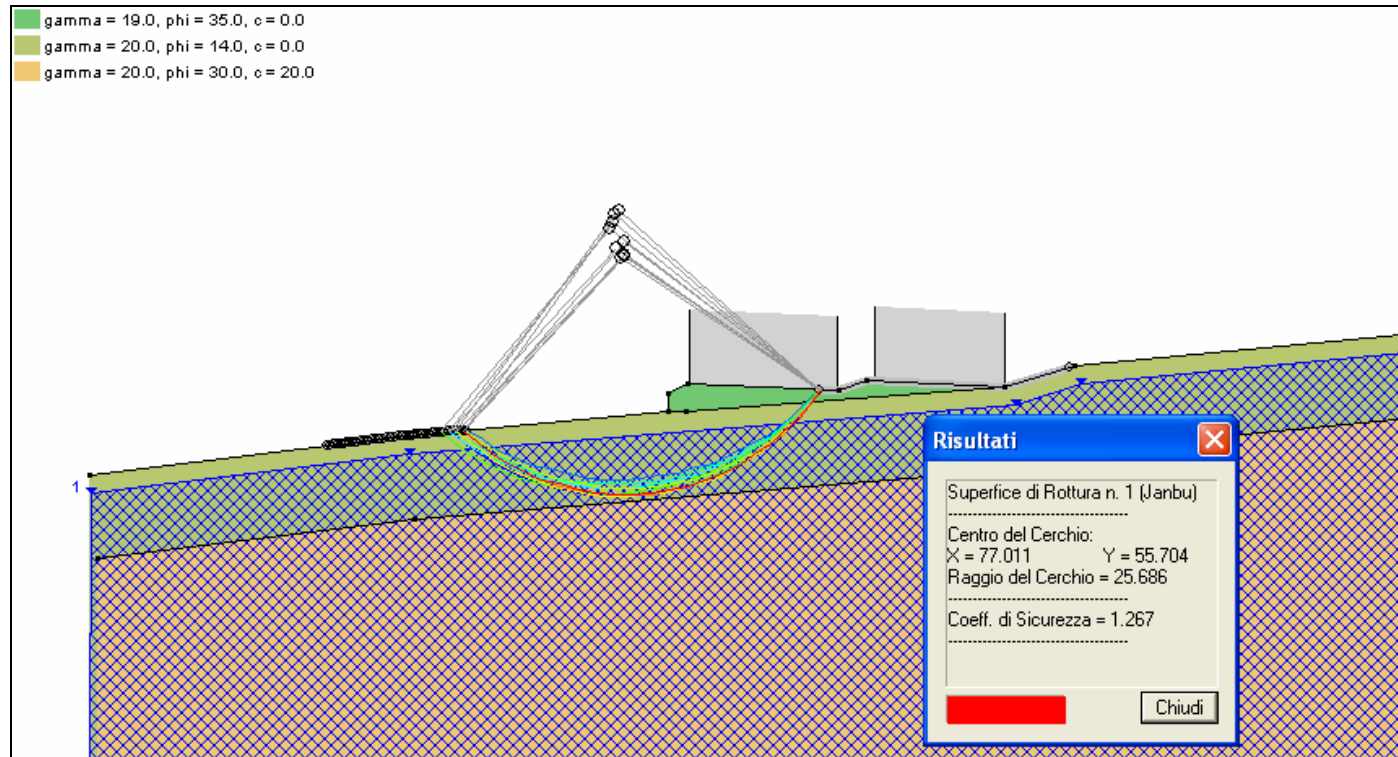 gamma = 19.0, phi = 35.0, c = 0.0
gamma = 20.0, phi = 14.0, c = 0.0
gamma = 20.0, phi = 30.0, c = 20.0
1
Risultati
Superfice di Rottura n. 1 (Janbu)
--------------------------------
Centro del Cerchio:
X = 77.011 Y = 55.704
Raggio del Cerchio = 25.686
--------------------------------
Coeff. di Sicurezza = 1.267
--------------------------------
Chiudi